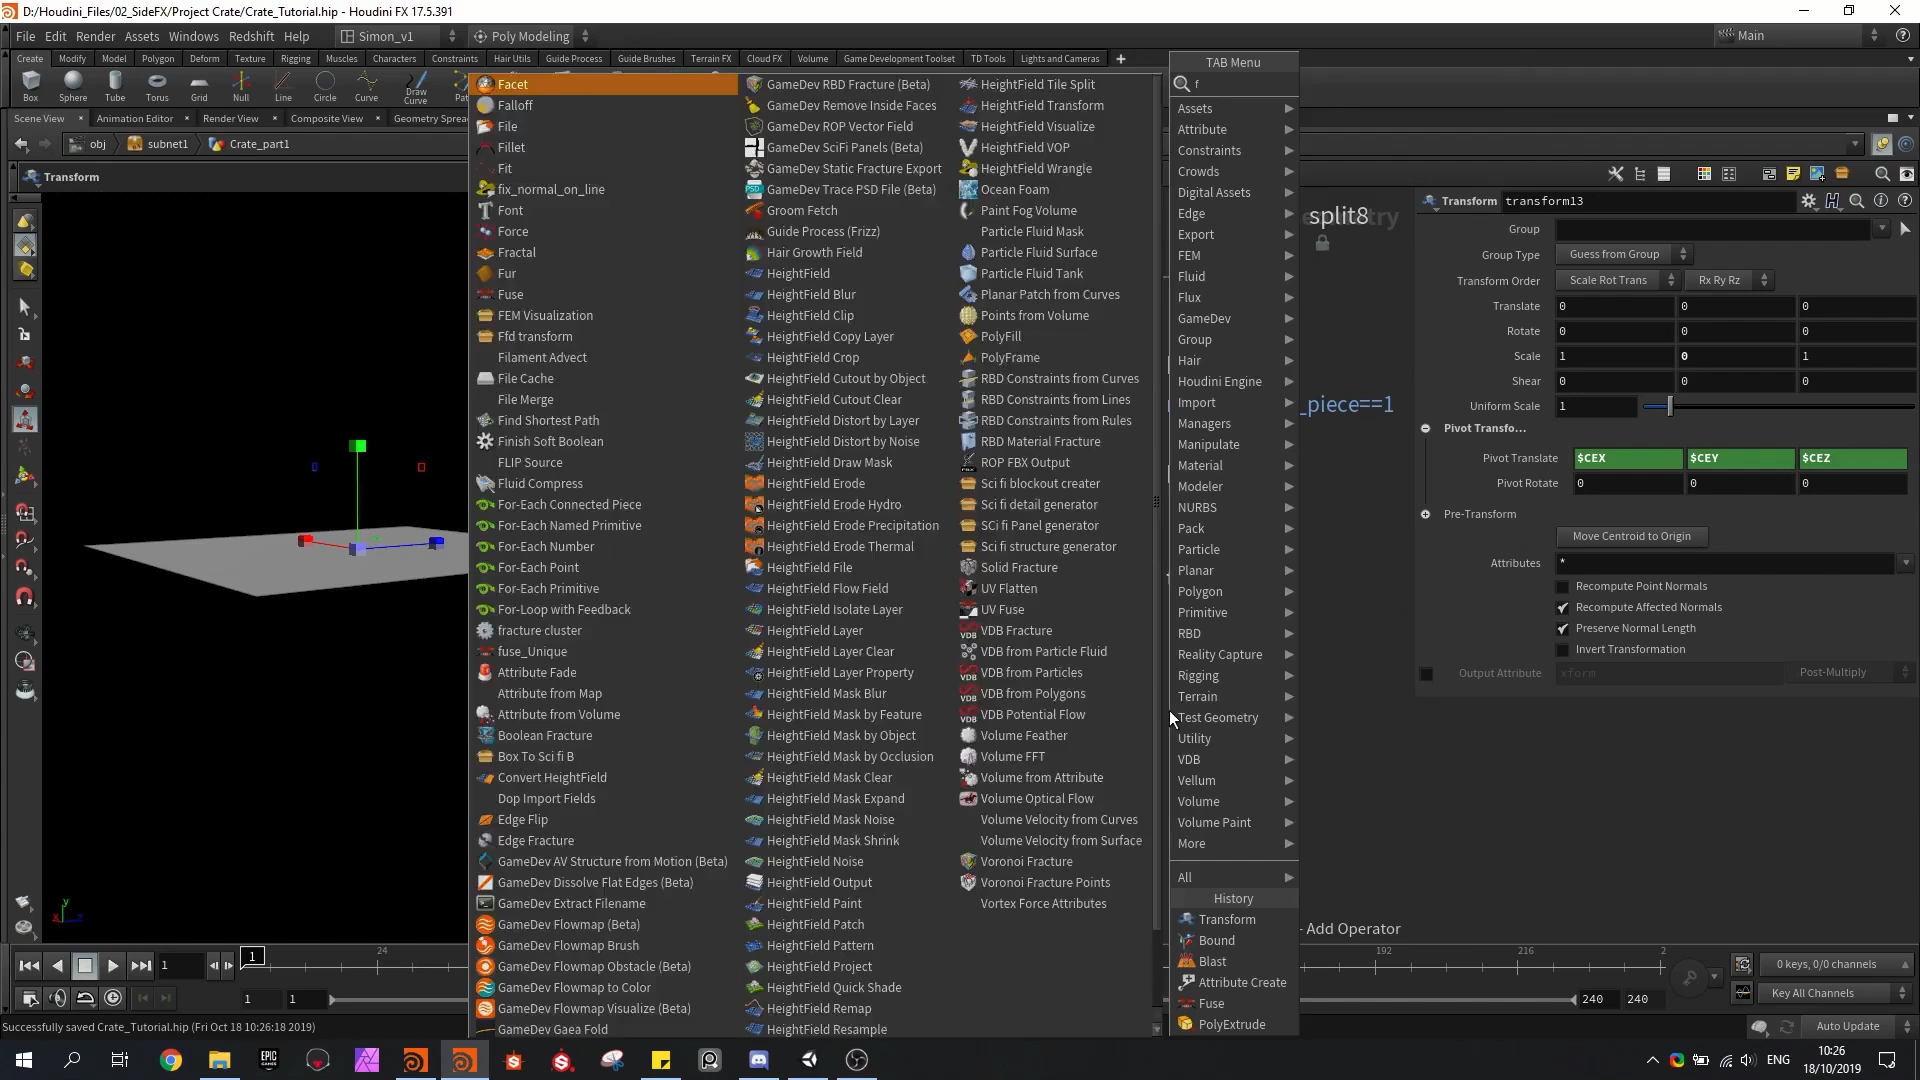 D:/Houdini_Files/02_SideFX/Project Crate/Crate_Tutorial.hip - Houdini FX 17.5.391
File Edit Render Assets Windows Redshift Help Simon_v1 Poly Modeling Main
Create Modify Model Polygon Deform Texture Rigging Muscles Characters Constraints Hair Utils Guide Process Guide Brushes Terrain FX Cloud FX Volume Game Development Toolset TD Tools Lights and Cameras
Box Sphere Tube Torus Grid Null Line Circle Curve Draw Curve
Scene View Animation Editor Render View Composite View
obj subnet1 Crate_part1
Transform
Facet
Falloff
File
Fillet
Fit
fix_normal_on_line
Font
Force
Fractal
Fur
Fuse
FEM Visualization
Ffd transform
Filament Advect
File Cache
File Merge
Find Shortest Path
Finish Soft Boolean
FLIP Source
Fluid Compress
For-Each Connected Piece
For-Each Named Primitive
For-Each Number
For-Each Point
For-Each Primitive
For-Loop with Feedback
fracture cluster
fuse_Unique
Attribute Fade
Attribute from Map
Attribute from Volume
Boolean Fracture
Box To Sci fi B
Convert HeightField
Dop Import Fields
Edge Flip
Edge Fracture
GameDev AV Structure from Motion (Beta)
GameDev Dissolve Flat Edges (Beta)
GameDev Extract Filename
GameDev Flowmap (Beta)
GameDev Flowmap Brush
GameDev Flowmap Obstacle (Beta)
GameDev Flowmap to Color
GameDev Flowmap Visualize (Beta)
GameDev Gaea Fold
GameDev RBD Fracture (Beta)
GameDev Remove Inside Faces
GameDev ROP Vector Field
GameDev SciFi Panels (Beta)
GameDev Static Fracture Export
GameDev Trace PSD File (Beta)
Groom Fetch
Guide Process (Frizz)
Hair Growth Field
HeightField
HeightField Blur
HeightField Clip
HeightField Copy Layer
HeightField Crop
HeightField Cutout by Object
HeightField Cutout Clear
HeightField Distort by Layer
HeightField Distort by Noise
HeightField Draw Mask
HeightField Erode
HeightField Erode Hydro
HeightField Erode Precipitation
HeightField Erode Thermal
HeightField File
HeightField Flow Field
HeightField Isolate Layer
HeightField Layer
HeightField Layer Clear
HeightField Layer Property
HeightField Mask Blur
HeightField Mask by Feature
HeightField Mask by Object
HeightField Mask by Occlusion
HeightField Mask Clear
HeightField Mask Expand
HeightField Mask Noise
HeightField Mask Shrink
HeightField Noise
HeightField Output
HeightField Paint
HeightField Patch
HeightField Pattern
HeightField Project
HeightField Quick Shade
HeightField Remap
HeightField Resample
HeightField Tile Split
HeightField Transform
HeightField Visualize
HeightField VOP
HeightField Wrangle
Ocean Foam
Paint Fog Volume
Particle Fluid Mask
Particle Fluid Surface
Particle Fluid Tank
Planar Patch from Curves
Points from Volume
PolyFill
PolyFrame
RBD Constraints from Curves
RBD Constraints from Lines
RBD Constraints from Rules
RBD Material Fracture
ROP FBX Output
Sci fi blockout creater
Sci fi detail generator
SCi fi Panel generator
Sci fi structure generator
Solid Fracture
UV Flatten
UV Fuse
VDB Fracture
VDB from Particle Fluid
VDB from Particles
VDB from Polygons
VDB Potential Flow
Volume Feather
Volume FFT
Volume from Attribute
Volume Optical Flow
Volume Velocity from Curves
Volume Velocity from Surface
Voronoi Fracture
Voronoi Fracture Points
Vortex Force Attributes
TAB Menu
f
Assets
Attribute
Constraints
Crowds
Digital Assets
Edge
Export
FEM
Fluid
Flux
GameDev
Group
Hair
Houdini Engine
Import
Managers
Manipulate
Material
Modeler
NURBS
Pack
Particle
Planar
Polygon
Primitive
RBD
Reality Capture
Rigging
Terrain
Test Geometry
Utility
VDB
Vellum
Volume
Volume Paint
More
All
History
Transform
Bound
Blast
Attribute Create
Fuse
PolyExtrude
split8
_piece==1
Add Operator
Transform transform13
Group
Group Type Guess from Group
Transform Order Scale Rot Trans Rx Ry Rz
Translate 0 0 0
Rotate 0 0 0
Scale 1 0 1
Shear 0 0 0
Uniform Scale 1
Pivot Transfo...
Pivot Translate $CEX $CEY $CEZ
Pivot Rotate 0 0 0
Pre-Transform
Move Centroid to Origin
Attributes *
Recompute Point Normals
Recompute Affected Normals
Preserve Normal Length
Invert Transformation
Output Attribute xform Post-Multiply
1 1 24 192 216 2
0 keys, 0/0 channels
1 1 240 240
Key All Channels
Successfully saved Crate_Tutorial.hip (Fri Oct 18 10:26:18 2019)
Auto Update
ENG
10:26
18/10/2019